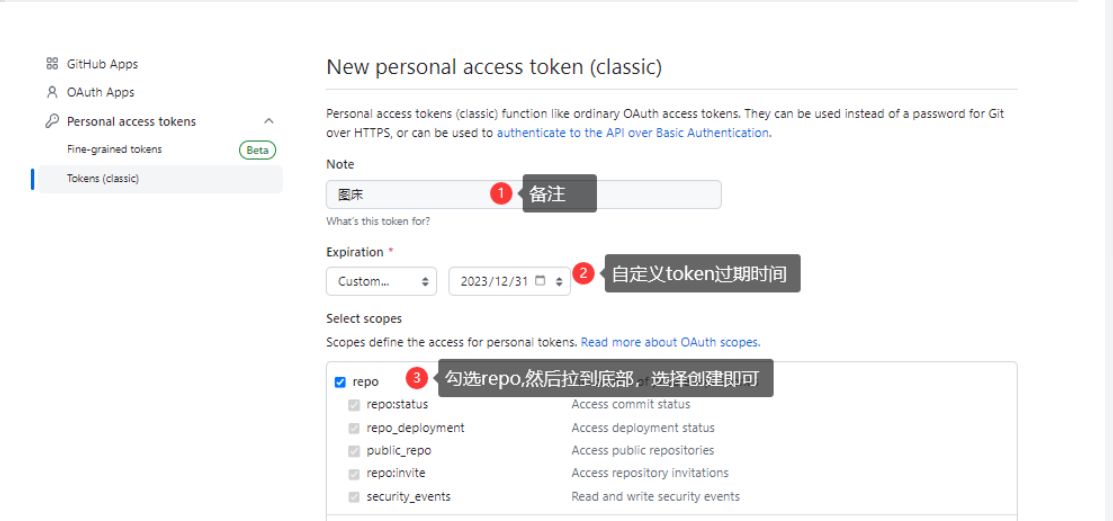 GitHub Apps
OAuth Apps
Personal access tokens
Fine-grained tokens
Beta
Tokens (classic)
New personal access token (classic)
Personal access tokens (classic) function like ordinary OAuth access tokens. They can be used instead of a password for Git
over HTTPS, or can be used to authenticate to the API over Basic Authentication.
Note
图床
1 备注
What's this token for?
Expiration *
Custom... 2023/12/31
2 自定义token过期时间
Select scopes
Scopes define the access for personal tokens. Read more about OAuth scopes.
repo
3 勾选repo,然后拉到底部，选择创建即可
repo:status Access commit status
repo_deployment Access deployment status
public_repo Access public repositories
repo:invite Access repository invitations
security_events Read and write security events